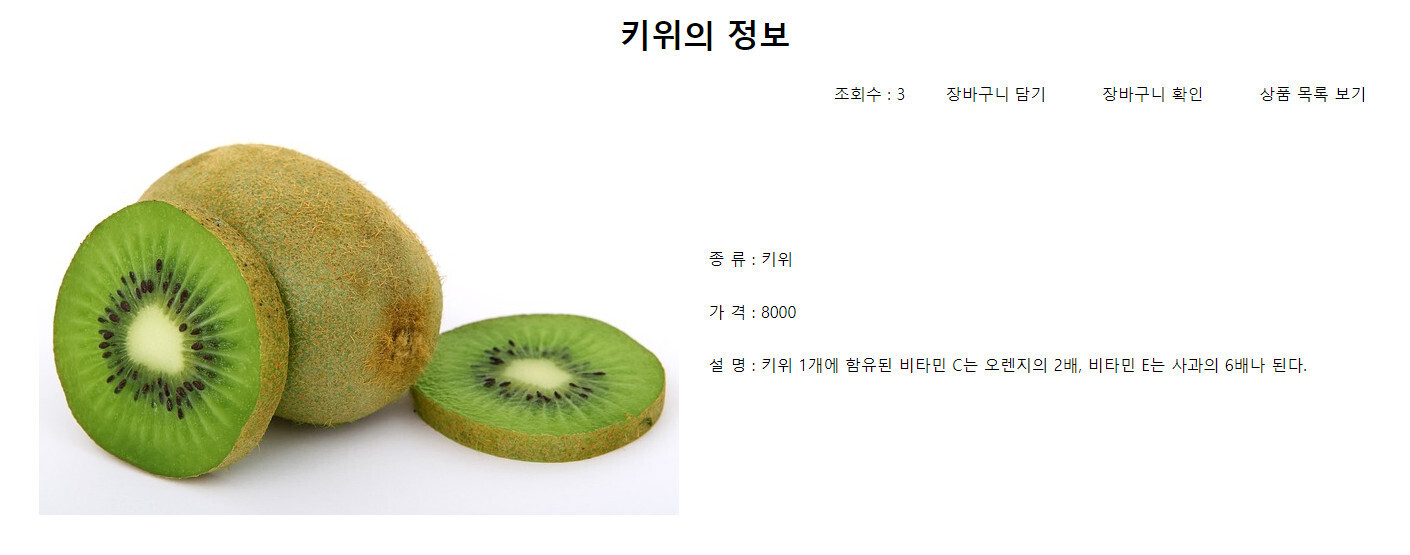 키위의 정보
조회수 : 3 장바구니 담기 장바구니 확인 상품 목록 보기
종 류 : 키위
가 격 : 8000
설 명 : 키위 1개에 함유된 비타민 C는 오렌지의 2배, 비타민 E는 사과의 6배나 된다.